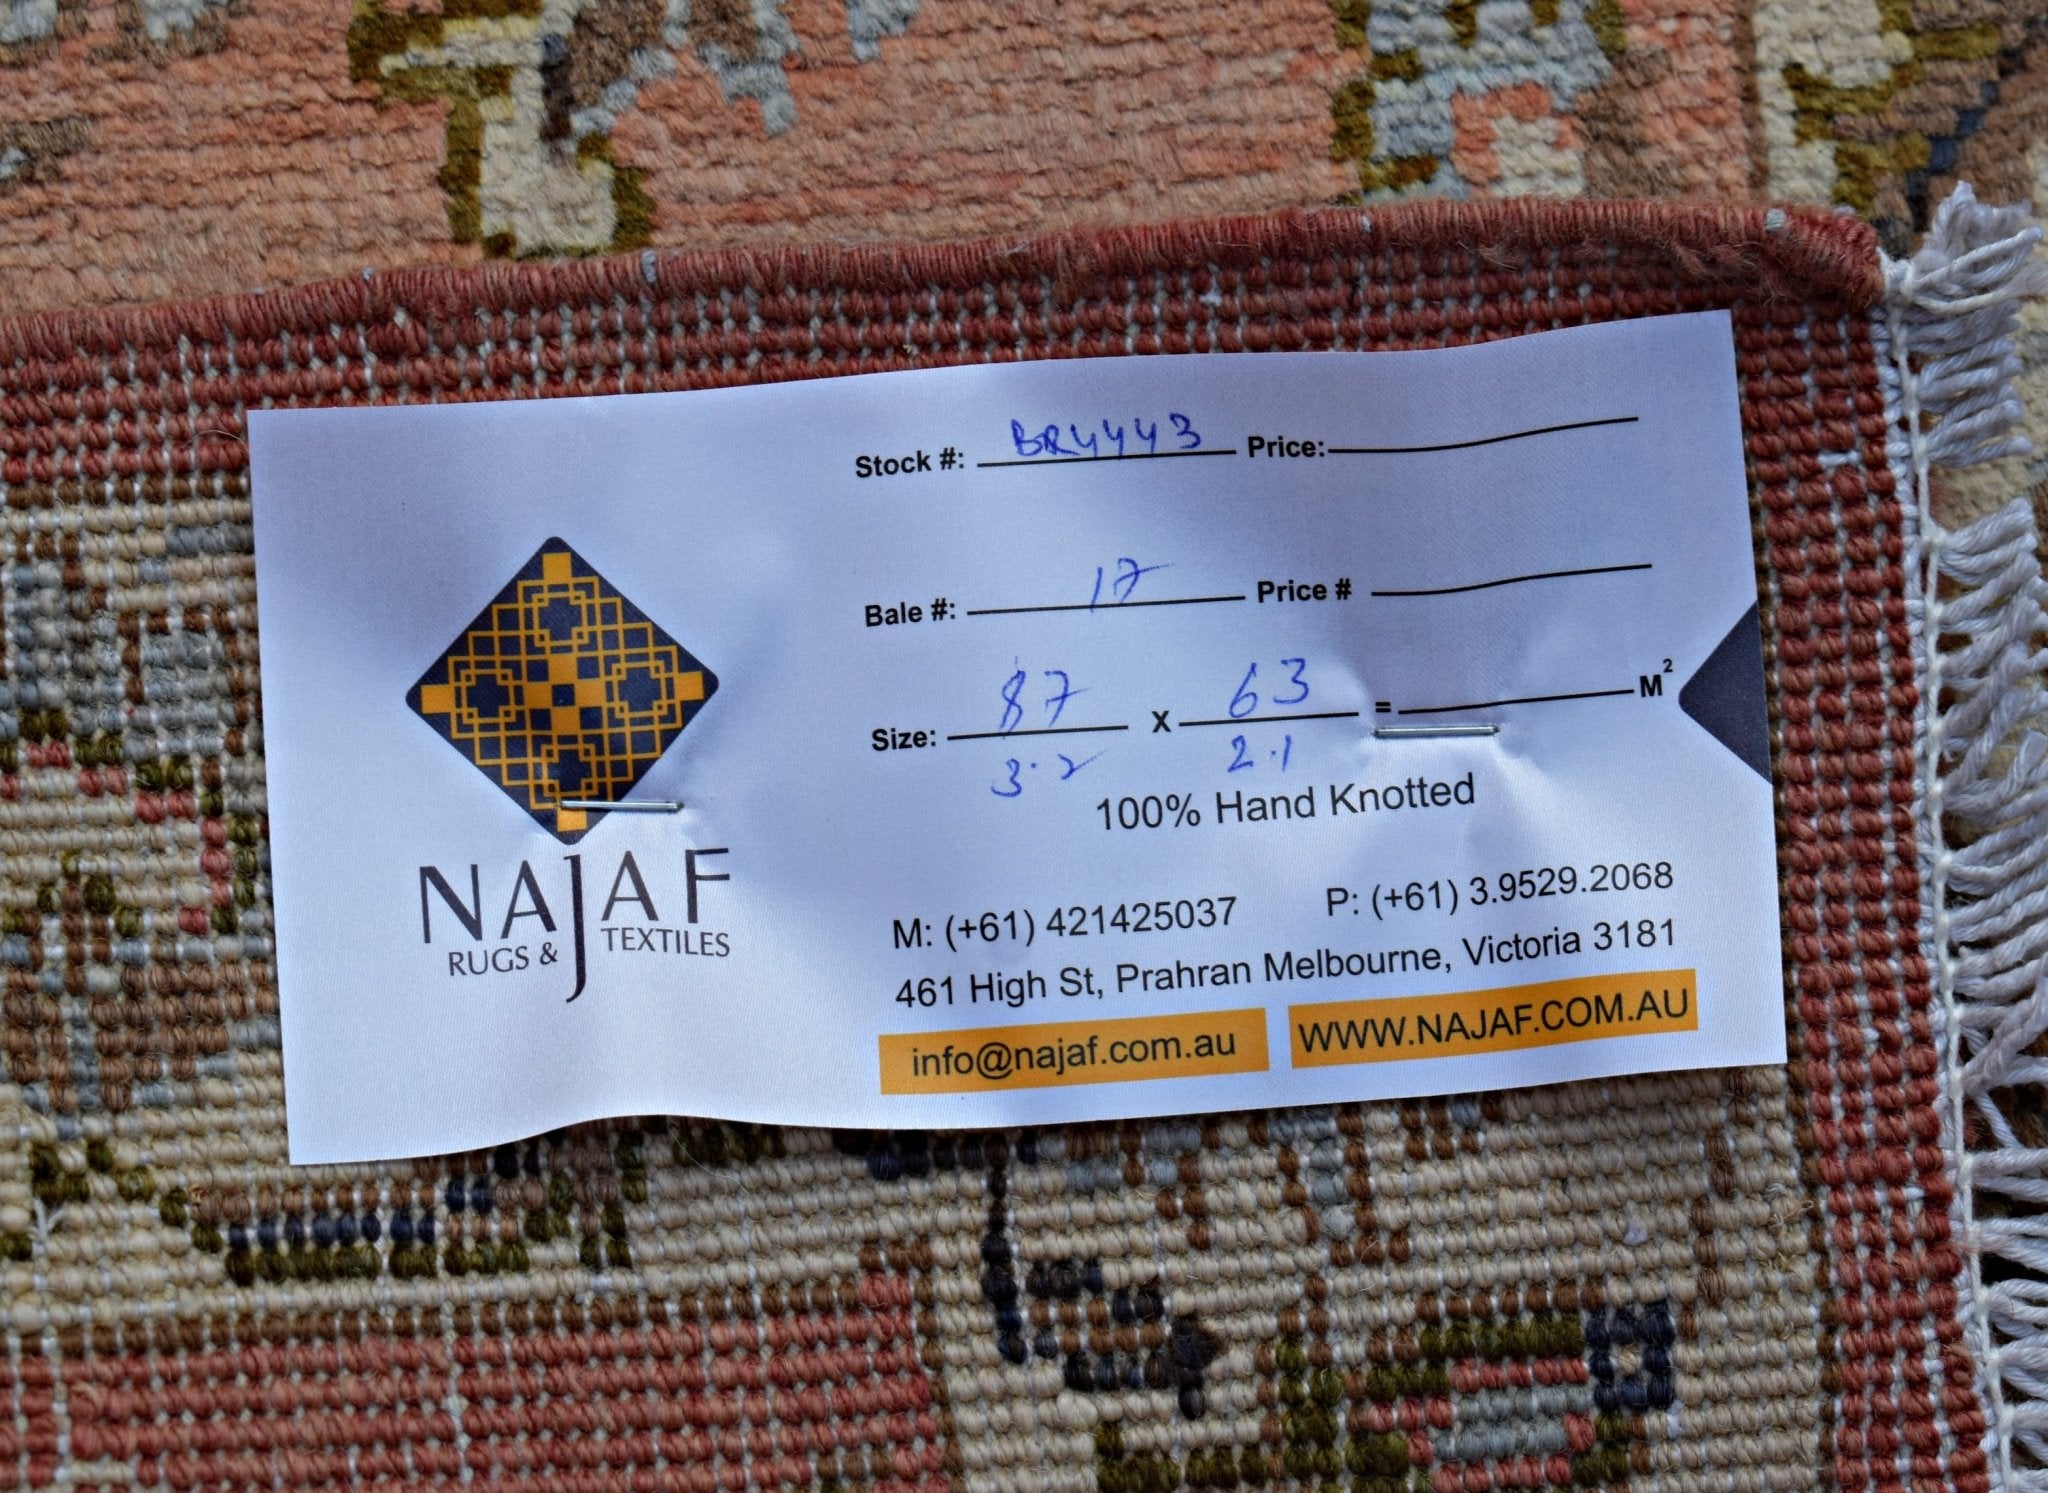 Stock #: BR4443 Price:
Bale #: 17 Price #
Size: 87 X 63 = M²
3.2 2.1
100% Hand Knotted
NAJAF
RUGS & TEXTILES
M: (+61) 421425037 P: (+61) 3.9529.2068
461 High St, Prahran Melbourne, Victoria 3181
info@najaf.com.au WWW.NAJAF.COM.AU